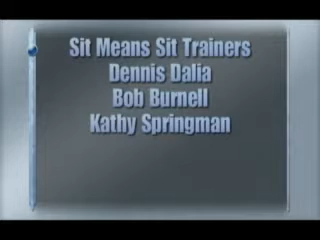 Sit Means Sit Trainers
Dennis Dalia
Bob Burnell
Kathy Springman